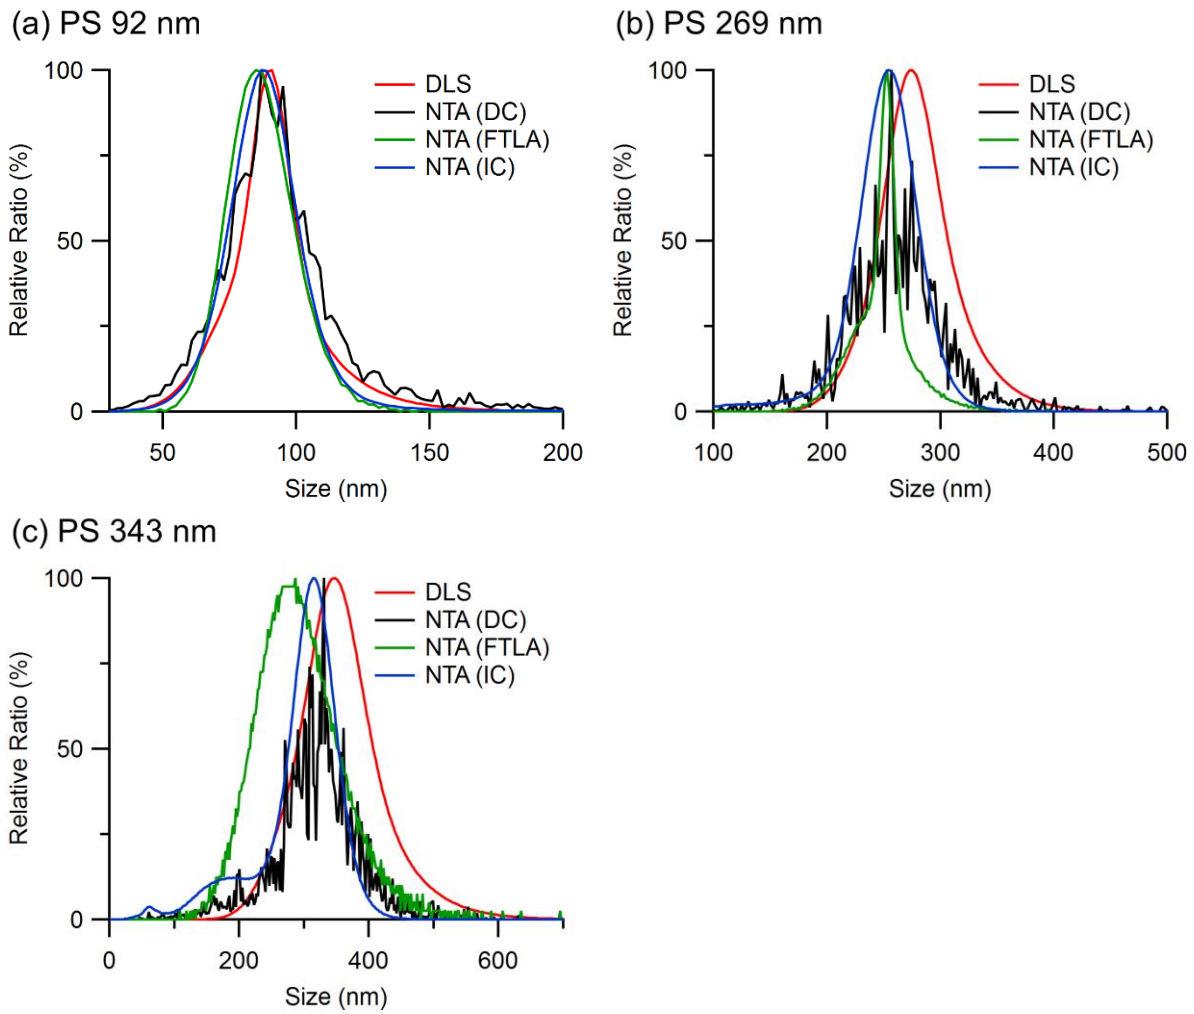 (a) PS 92 nm
100
50
0
Relative Ratio (%)
DLS
NTA (DC)
NTA (FTLA)
NTA (IC)
50
100
150
200
Size (nm)
(b) PS 269 nm
100
50
0
Relative Ratio (%)
DLS
NTA (DC)
NTA (FTLA)
NTA (IC)
100
200
300
400
500
Size (nm)
(c) PS 343 nm
100
50
0
Relative Ratio (%)
DLS
NTA (DC)
NTA (FTLA)
NTA (IC)
0
200
400
600
Size (nm)